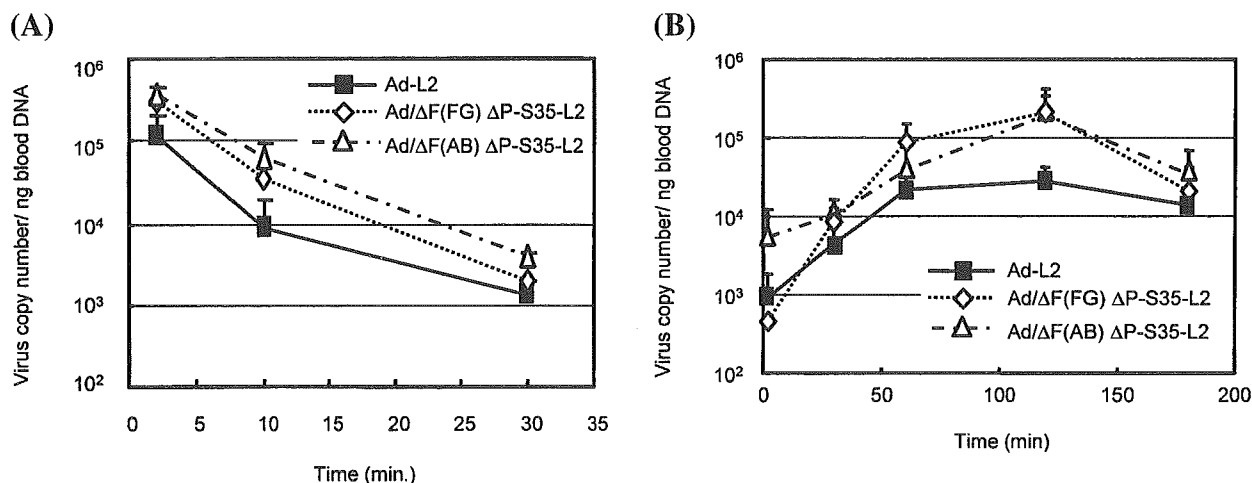 (A)
Virus copy number/ ng blood DNA
10⁶
10⁵
10⁴
10³
10²
Ad-L2
Ad/ΔF(FG) ΔP-S35-L2
Ad/ΔF(AB) ΔP-S35-L2
0 5 10 15 20 25 30 35
Time (min.)
(B)
Virus copy number/ ng blood DNA
10⁶
10⁵
10⁴
10³
10²
Ad-L2
Ad/ΔF(FG) ΔP-S35-L2
Ad/ΔF(AB) ΔP-S35-L2
0 50 100 150 200
Time (min)